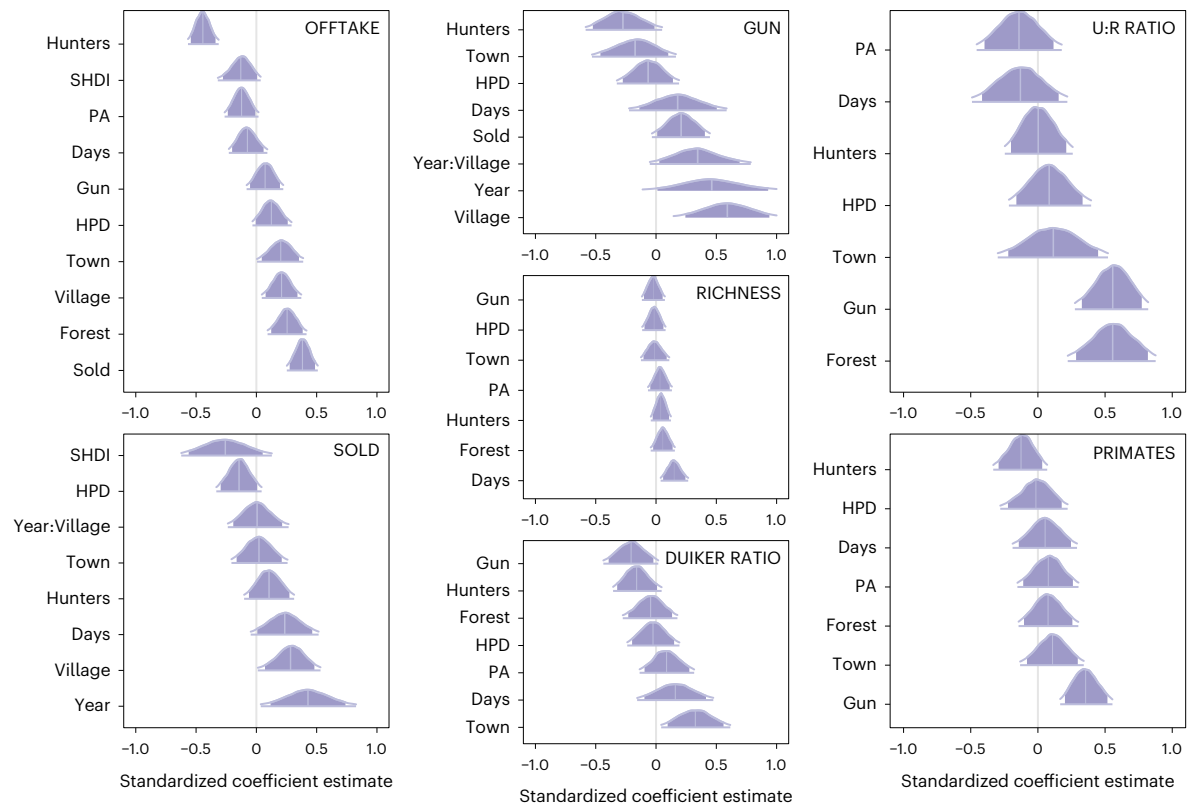 OFFTAKE
Hunters
SHDI
PA
Days
Gun
HPD
Town
Village
Forest
Sold
−1.0 −0.5 0 0.5 1.0
SOLD
SHDI
HPD
Year:Village
Town
Hunters
Days
Village
Year
−1.0 −0.5 0 0.5 1.0
Standardized coefficient estimate
GUN
Hunters
Town
HPD
Days
Sold
Year:Village
Year
Village
−1.0 −0.5 0 0.5 1.0
RICHNESS
Gun
HPD
Town
PA
Hunters
Forest
Days
−1.0 −0.5 0 0.5 1.0
DUIKER RATIO
Gun
Hunters
Forest
HPD
PA
Days
Town
−1.0 −0.5 0 0.5 1.0
Standardized coefficient estimate
U:R RATIO
PA
Days
Hunters
HPD
Town
Gun
Forest
−1.0 −0.5 0 0.5 1.0
PRIMATES
Hunters
HPD
Days
PA
Forest
Town
Gun
−1.0 −0.5 0 0.5 1.0
Standardized coefficient estimate